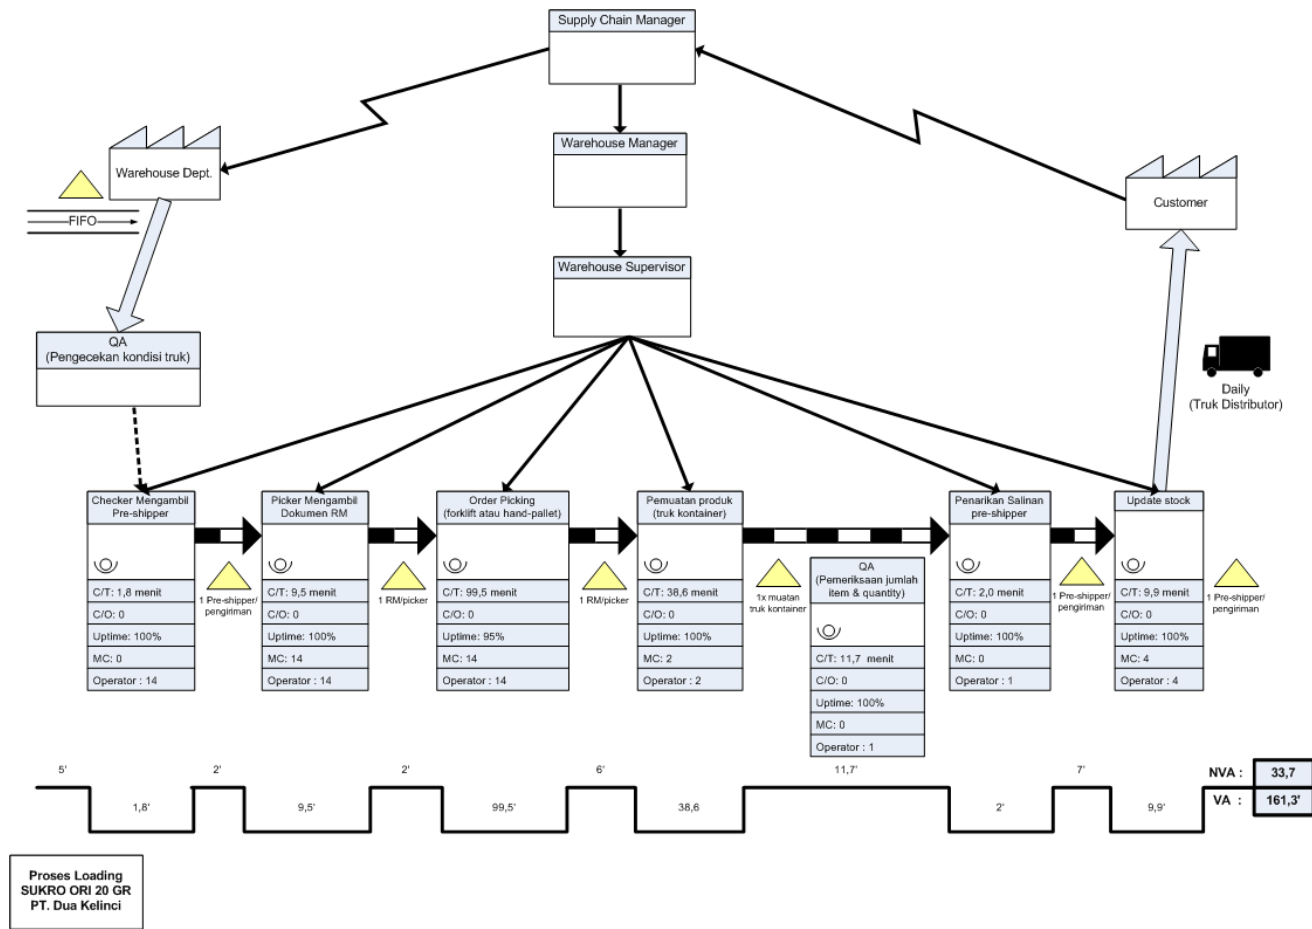 Supply Chain Manager
Warehouse Manager
Warehouse Dept.
FIFO
Customer
Warehouse Supervisor
QA
(Pengecekan kondisi truk)
Daily
(Truk Distributor)
Checker Mengambil
Pre-shipper
C/T: 1,8 menit
C/O: 0
Uptime: 100%
MC: 0
Operator : 14
1 Pre-shipper/
pengiriman
Picker Mengambil
Dokumen RM
C/T: 9,5 menit
C/O: 0
Uptime: 100%
MC: 14
Operator : 14
1 RM/picker
Order Picking
(forklift atau hand-pallet)
C/T: 99,5 menit
C/O: 0
Uptime: 95%
MC: 14
Operator : 14
1 RM/picker
Pemuatan produk
(truk kontainer)
C/T: 38,6 menit
C/O: 0
Uptime: 100%
MC: 2
Operator : 2
1x muatan
truk kontainer
QA
(Pemeriksaan jumlah
item & quantity)
C/T: 11,7 menit
C/O: 0
Uptime: 100%
MC: 0
Operator : 1
Penarikan Salinan
pre-shipper
C/T: 2,0 menit
C/O: 0
Uptime: 100%
MC: 0
Operator : 1
1 Pre-shipper/
pengiriman
Update stock
C/T: 9,9 menit
C/O: 0
Uptime: 100%
MC: 4
Operator : 4
1 Pre-shipper/
pengiriman
5' 2' 2' 6' 11,7' 7' NVA : 33,7
1,8' 9,5' 99,5' 38,6 2' 9,9' VA : 161,3'
Proses Loading
SUKRO ORI 20 GR
PT. Dua Kelinci